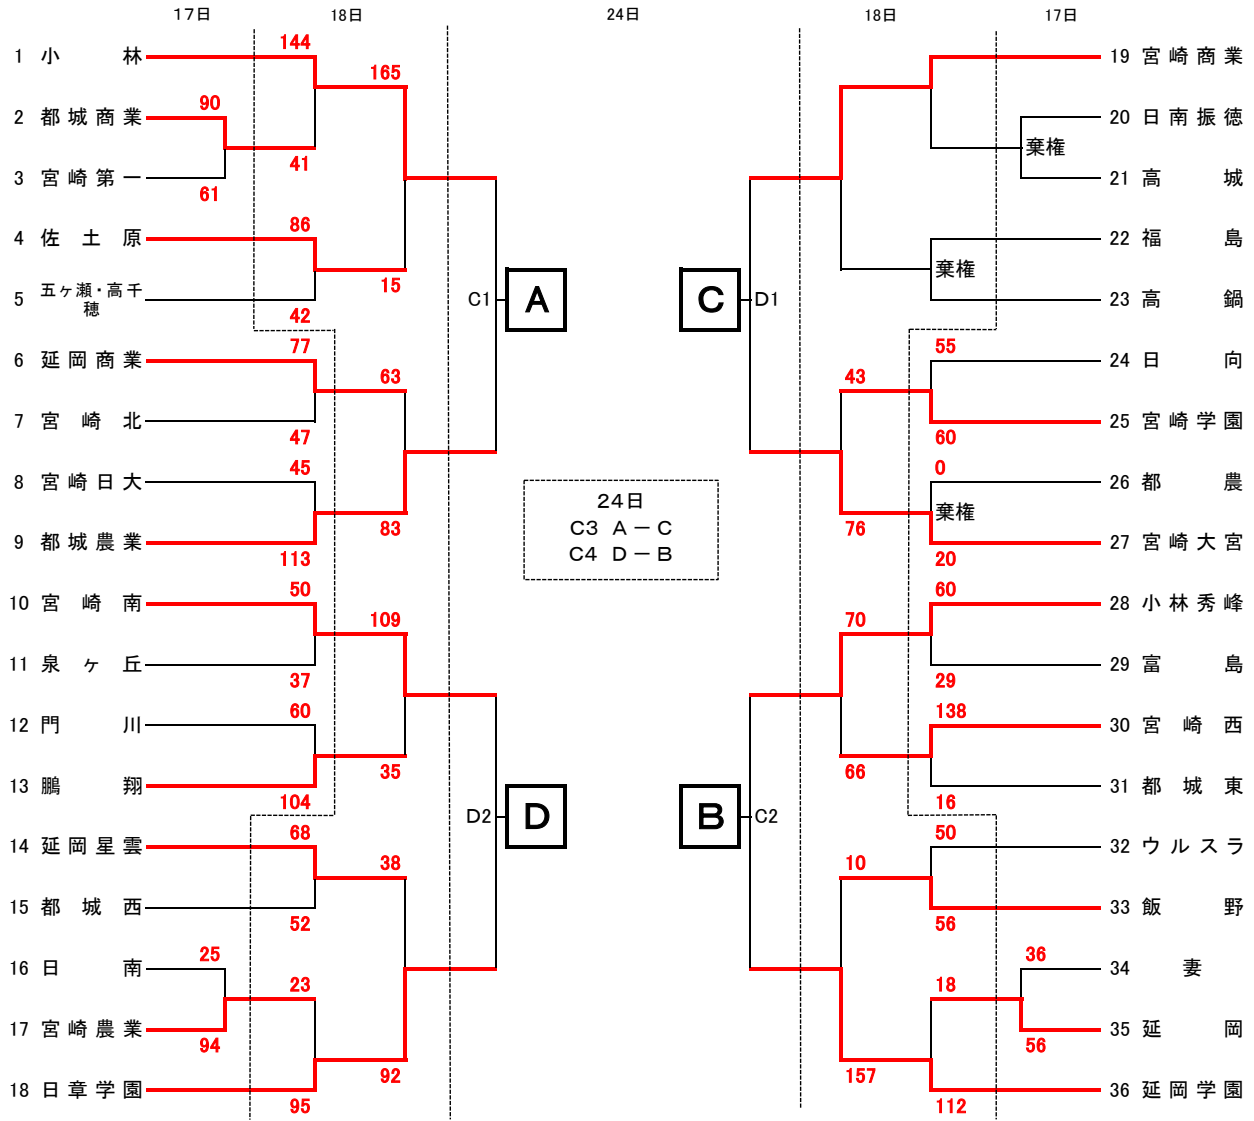 17日 18日 24日 18日 17日
1 小林 144
165
2 都城商業 90
3 宮崎第一 61
41
4 佐土原 86
15
5 五ヶ瀬・高千穂 42
C1 A
6 延岡商業 77
63
7 宮崎北 47
8 宮崎日大 45
83
9 都城農業 113
10 宮崎南 50
109
11 泉ヶ丘 37
12 門川 60
35
13 鵬翔 104
D2 D
14 延岡星雲 68
38
15 都城西 52
16 日南 25
23
17 宮崎農業 94
92
18 日章学園 95
24日
C3 A－C
C4 D－B
19 宮崎商業
20 日南振徳
棄権
21 高城
22 福島
棄権
23 高鍋
C D1
55 24 日向
43
60 25 宮崎学園
0 26 都農
棄権
76
20 27 宮崎大宮
60 28 小林秀峰
70
29 29 富島
138 30 宮崎西
66
16 31 都城東
B C2
50 32 ウルスラ
10
56 33 飯野
36 34 妻
18
56 35 延岡
157
112 36 延岡学園